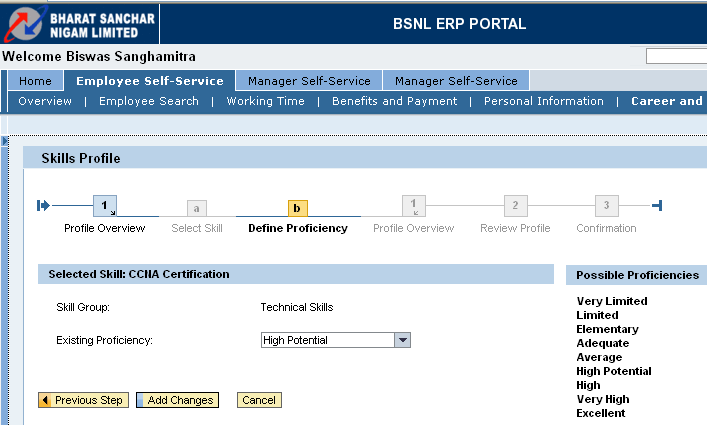 BHARAT SANCHAR
NIGAM LIMITED
BSNL ERP PORTAL
Welcome Biswas Sanghamitra
Home
Employee Self-Service
Manager Self-Service
Manager Self-Service
Overview | Employee Search | Working Time | Benefits and Payment | Personal Information | Career and
Skills Profile
1
a
b
1
2
3
Profile Overview
Select Skill
Define Proficiency
Profile Overview
Review Profile
Confirmation
Selected Skill: CCNA Certification
Skill Group: Technical Skills
Existing Proficiency: High Potential
Previous Step
Add Changes
Cancel
Possible Proficiencies
Very Limited
Limited
Elementary
Adequate
Average
High Potential
High
Very High
Excellent